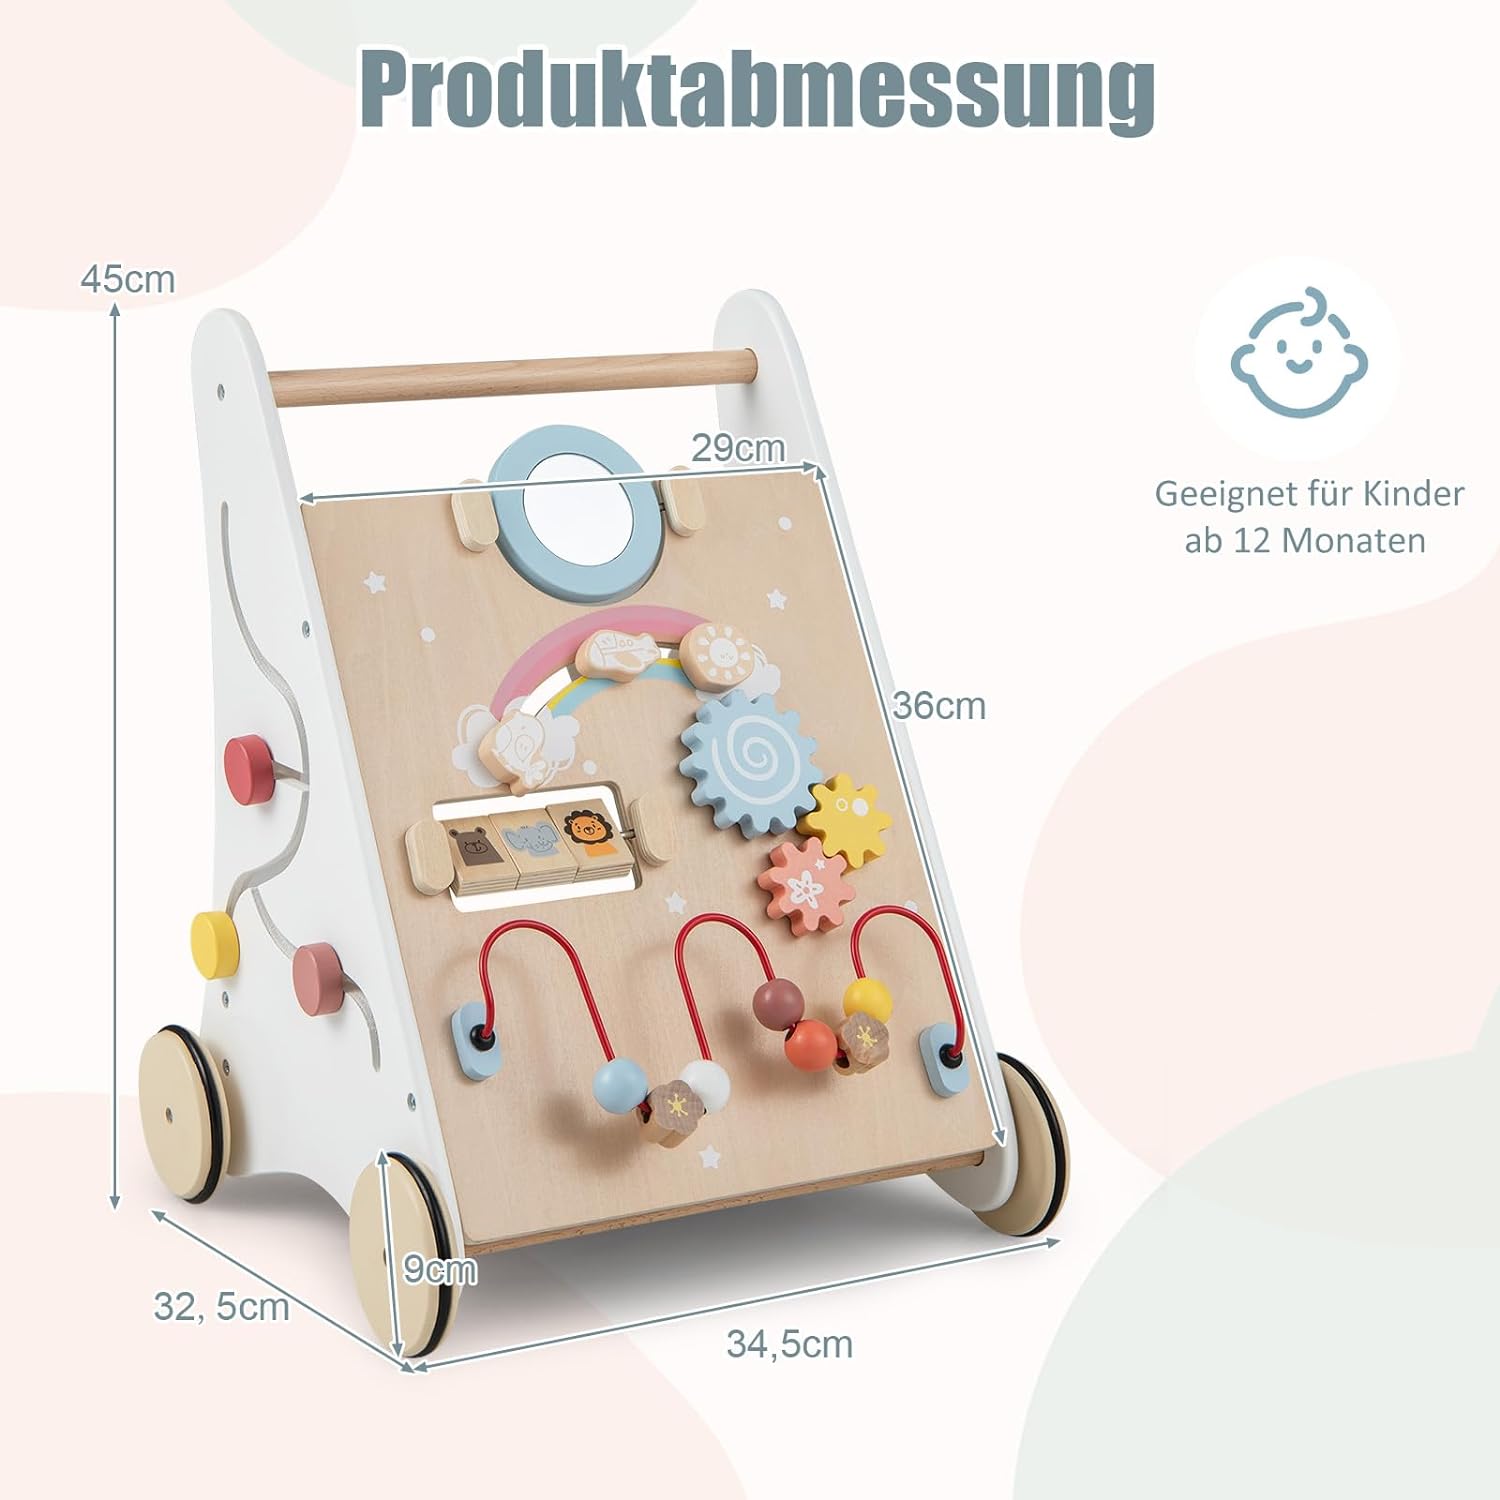 Produktabmessung
45cm
29cm
Geeignet für Kinder
ab 12 Monaten
36cm
9cm
32, 5cm
34,5cm